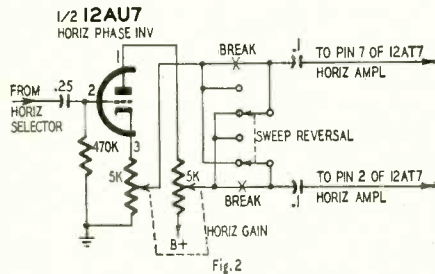 1/2 12AU7
HORIZ PHASE INV
BREAK
.1
TO PIN 7 OF 12AT7
HORIZ AMPL
FROM
HORIZ
SELECTOR
.25
2
1
3
470K
5K
5K
SWEEP REVERSAL
BREAK
.1
TO PIN 2 OF 12AT7
HORIZ AMPL
HORIZ GAIN
B+
Fig. 2